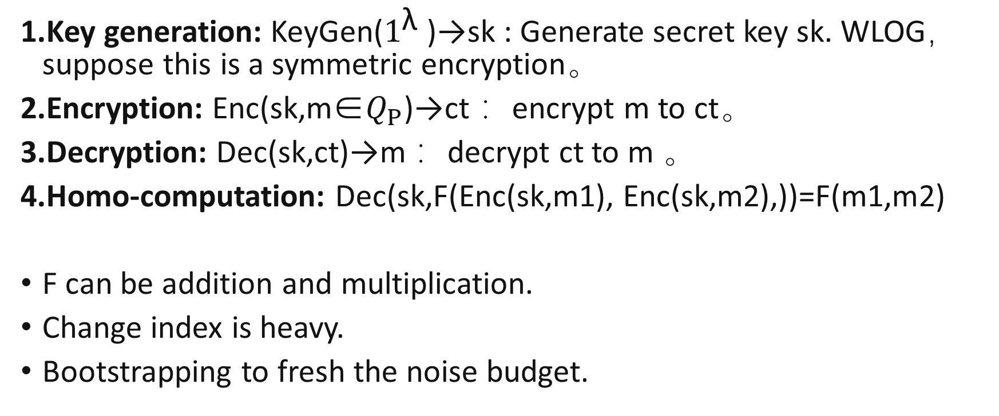 1.Key generation: KeyGen(1^λ )→sk : Generate secret key sk. WLOG,
suppose this is a symmetric encryption。
2.Encryption: Enc(sk,m∈Q_P)→ct： encrypt m to ct。
3.Decryption: Dec(sk,ct)→m： decrypt ct to m 。
4.Homo-computation: Dec(sk,F(Enc(sk,m1), Enc(sk,m2),))=F(m1,m2)
• F can be addition and multiplication.
• Change index is heavy.
• Bootstrapping to fresh the noise budget.